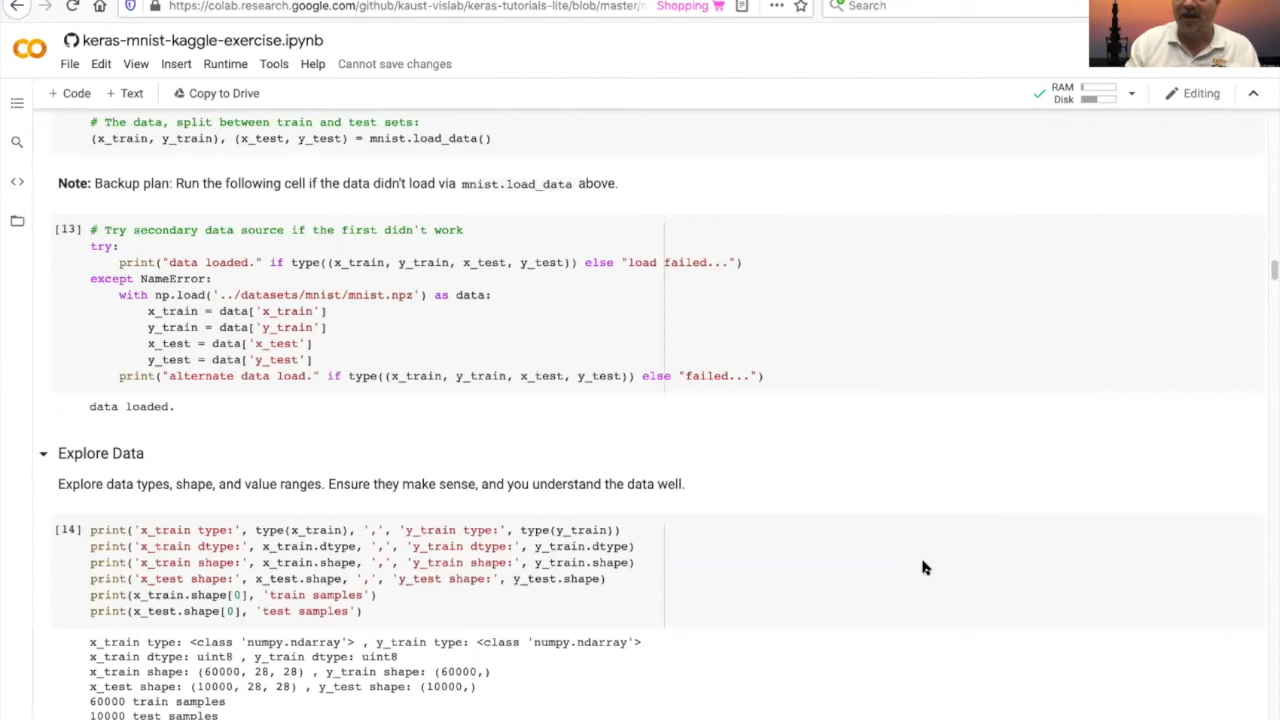 https://colab.research.google.com/github/kaust-vislab/keras-tutorials-lite/blob/master/n
Shopping
Search
keras-mnist-kaggle-exercise.ipynb
File Edit View Insert Runtime Tools Help Cannot save changes
+ Code + Text Copy to Drive
RAM
Disk
Editing
# The data, split between train and test sets:
(x_train, y_train), (x_test, y_test) = mnist.load_data()
Note: Backup plan: Run the following cell if the data didn't load via mnist.load_data above.
[13] # Try secondary data source if the first didn't work
try:
print("data loaded." if type((x_train, y_train, x_test, y_test)) else "load failed...")
except NameError:
with np.load('../datasets/mnist/mnist.npz') as data:
x_train = data['x_train']
y_train = data['y_train']
x_test = data['x_test']
y_test = data['y_test']
print("alternate data load." if type((x_train, y_train, x_test, y_test)) else "failed...")
data loaded.
Explore Data
Explore data types, shape, and value ranges. Ensure they make sense, and you understand the data well.
[14] print('x_train type:', type(x_train), ',', 'y_train type:', type(y_train))
print('x_train dtype:', x_train.dtype, ',', 'y_train dtype:', y_train.dtype)
print('x_train shape:', x_train.shape, ',', 'y_train shape:', y_train.shape)
print('x_test shape:', x_test.shape, ',', 'y_test shape:', y_test.shape)
print(x_train.shape[0], 'train samples')
print(x_test.shape[0], 'test samples')
x_train type: <class 'numpy.ndarray'> , y_train type: <class 'numpy.ndarray'>
x_train dtype: uint8 , y_train dtype: uint8
x_train shape: (60000, 28, 28) , y_train shape: (60000,)
x_test shape: (10000, 28, 28) , y_test shape: (10000,)
60000 train samples
10000 test samples